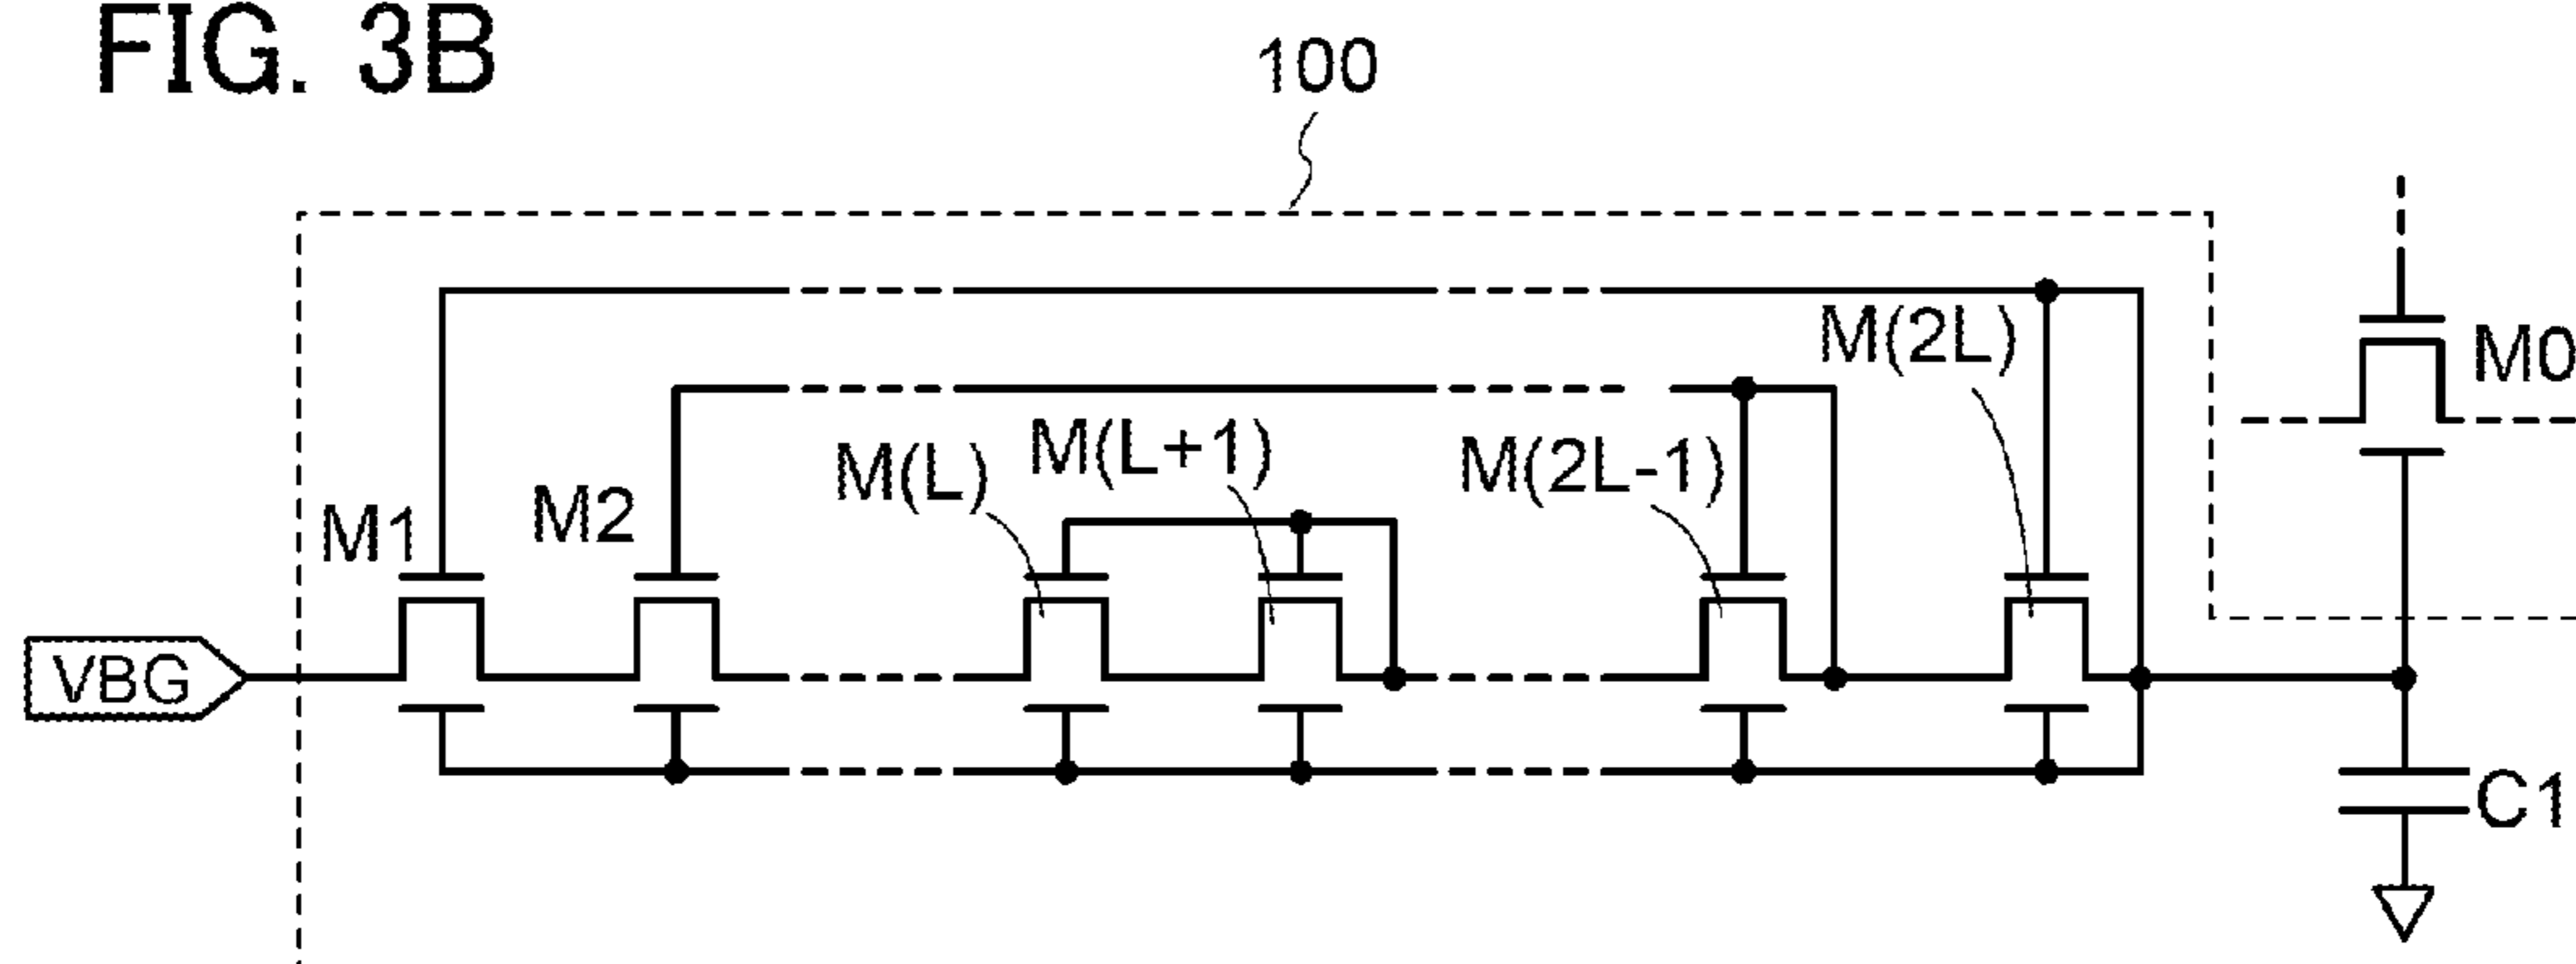 FIG. 3B
100
M(2L)
M0
M(L)
M(L+1)
M(2L-1)
M1
M2
VBG
C1